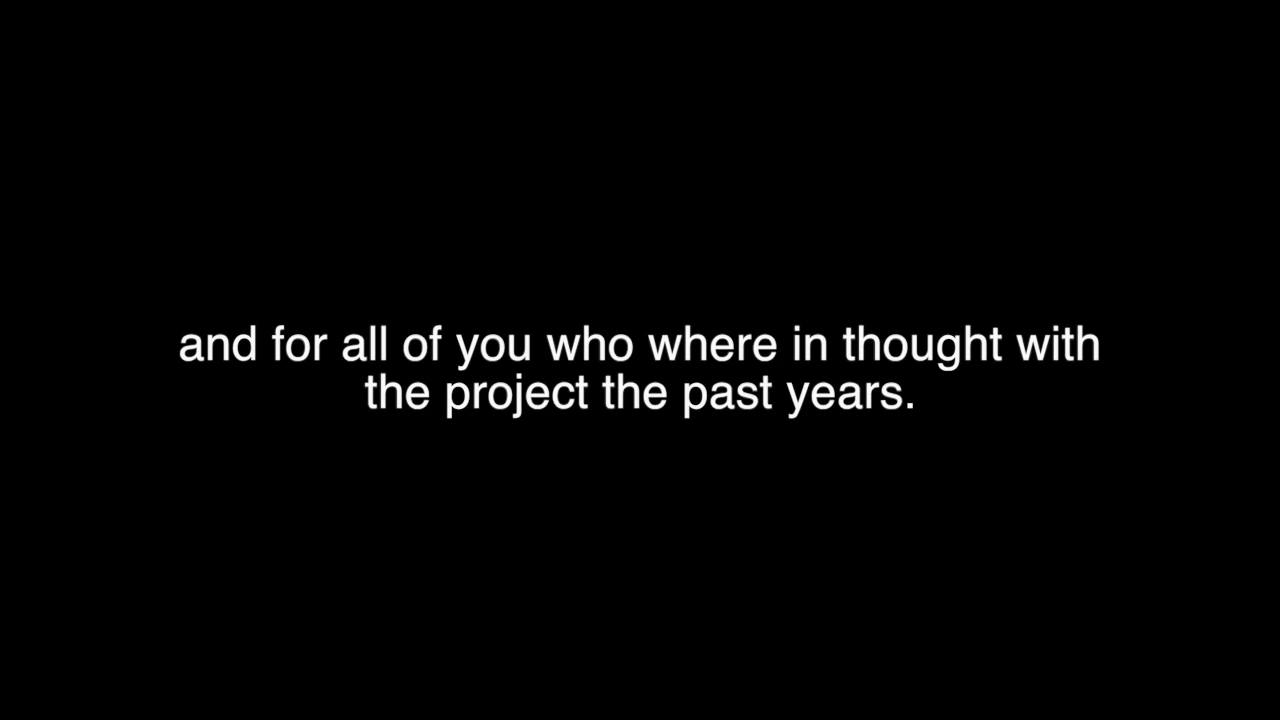 and for all of you who where in thought with
the project the past years.